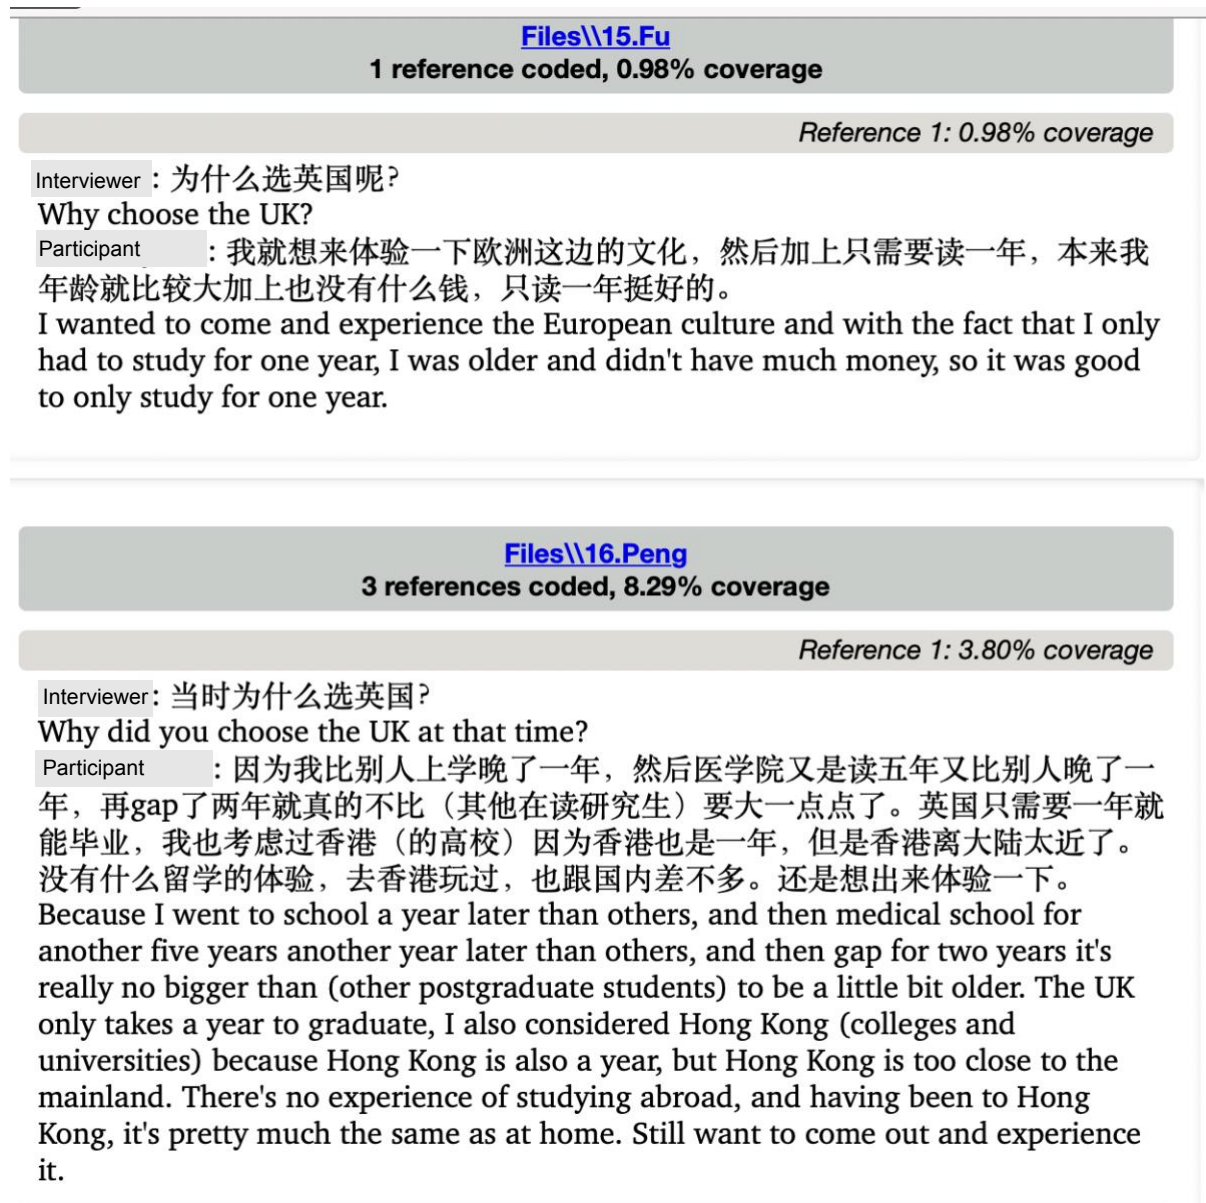 Files\\15.Fu
1 reference coded, 0.98% coverage
Reference 1: 0.98% coverage
Interviewer : 为什么选英国呢?
Why choose the UK?
Participant : 我就想来体验一下欧洲这边的文化，然后加上只需要读一年，本来我
年龄就比较大加上也没有什么钱，只读一年挺好的。
I wanted to come and experience the European culture and with the fact that I only
had to study for one year, I was older and didn't have much money, so it was good
to only study for one year.
Files\\16.Peng
3 references coded, 8.29% coverage
Reference 1: 3.80% coverage
Interviewer : 当时为什么选英国?
Why did you choose the UK at that time?
Participant : 因为我比别人上学晚了一年，然后医学院又是读五年又比别人晚了一
年，再gap了两年就真的不比（其他在读研究生）要大一点点了。英国只需要一年就
能毕业，我也考虑过香港（的高校）因为香港也是一年，但是香港离大陆太近了。
没有什么留学的体验，去香港玩过，也跟国内差不多。还是想出来体验一下。
Because I went to school a year later than others, and then medical school for
another five years another year later than others, and then gap for two years it's
really no bigger than (other postgraduate students) to be a little bit older. The UK
only takes a year to graduate, I also considered Hong Kong (colleges and
universities) because Hong Kong is also a year, but Hong Kong is too close to the
mainland. There's no experience of studying abroad, and having been to Hong
Kong, it's pretty much the same as at home. Still want to come out and experience
it.